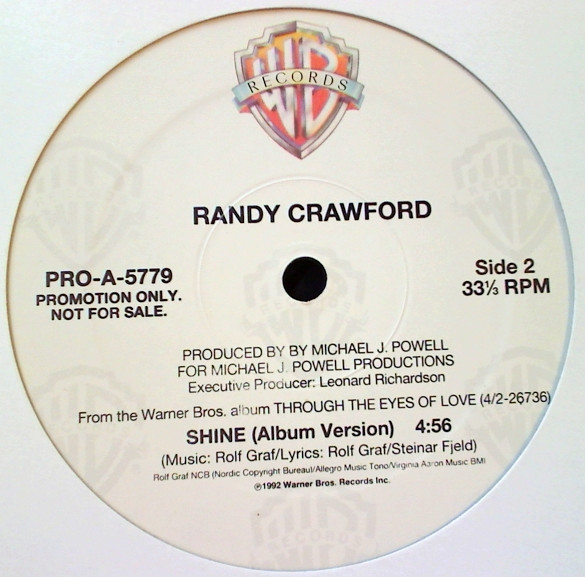 WB
RECORDS
RANDY CRAWFORD
PRO-A-5779
PROMOTION ONLY.
NOT FOR SALE.
Side 2
33⅓ RPM
PRODUCED BY BY MICHAEL J. POWELL
FOR MICHAEL J. POWELL PRODUCTIONS
Executive Producer: Leonard Richardson
From the Warner Bros. album THROUGH THE EYES OF LOVE (4/2-26736)
SHINE (Album Version) 4:56
(Music: Rolf Graf/Lyrics: Rolf Graf/Steinar Fjeld)
Rolf Graf NCB (Nordic Copyright Bureau)/Allegro Music Tono/Virginia Aaron Music BMI
℗1992 Warner Bros. Records Inc.